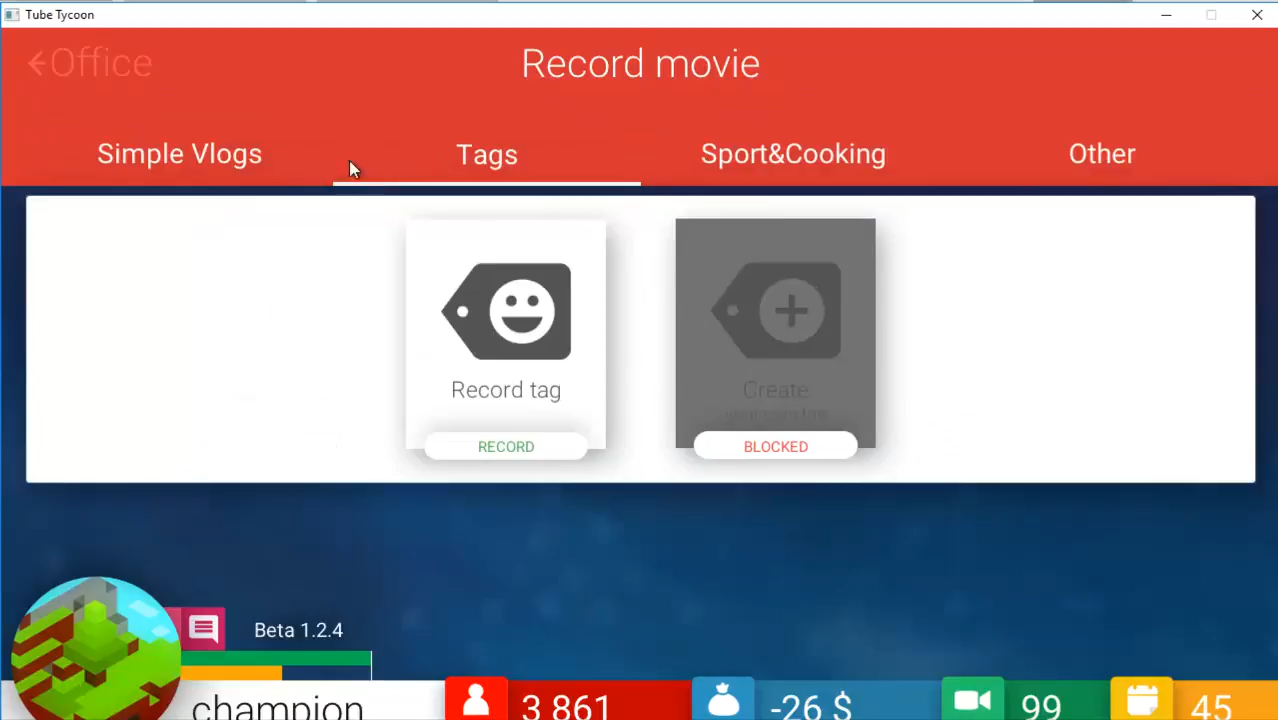 Tube Tycoon
Office
Record movie
Simple Vlogs
Tags
Sport&Cooking
Other
Record tag
RECORD
Create
BLOCKED
Beta 1.2.4
champion
3 861
-26 $
99
45